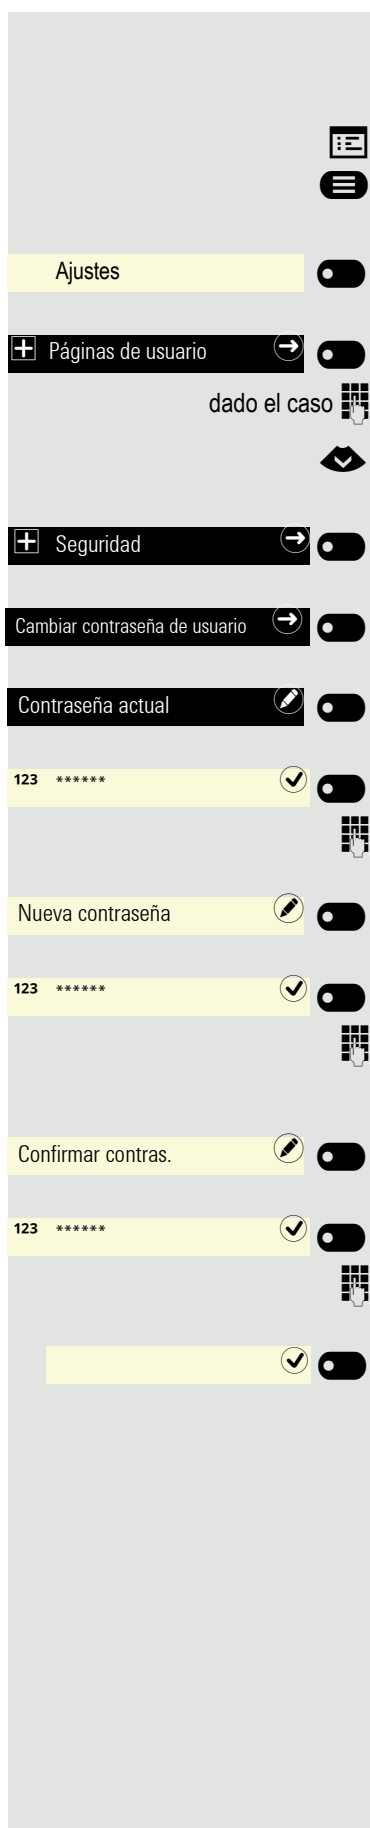 Ajustes
Páginas de usuario
dado el caso
Seguridad
Cambiar contraseña de usuario
Contraseña actual
123 ******
Nueva contraseña
123 ******
Confirmar contras.
123 ******